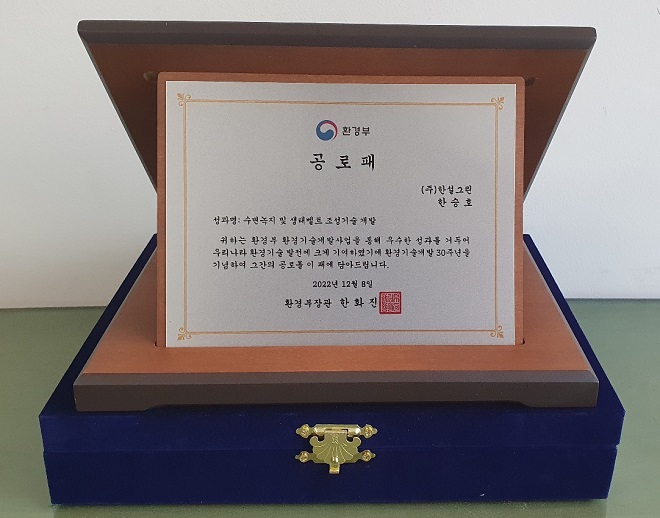 환경부
공로패
(주)한설그린
한승호
성과명: 수변녹지 및 생태벨트 조성기술개발
귀하는 환경부 환경기술개발사업을 통해 우수한 성과를 거두어
우리나라 환경기술 발전에 크게 기여하였기에 환경기술개발 30주년을
기념하여 그간의 공로를 이 패에 담아드립니다.
2022년 12월 8일
환경부장관 한화진